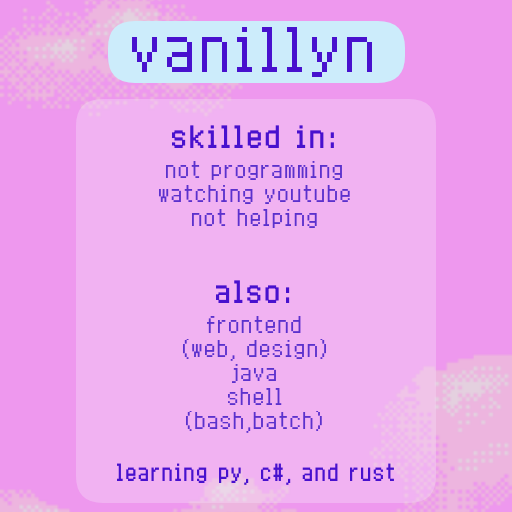 vanillyn
skilled in:
not programming
watching youtube
not helping
also:
frontend
(web, design)
java
shell
(bash,batch)
learning py, c#, and rust